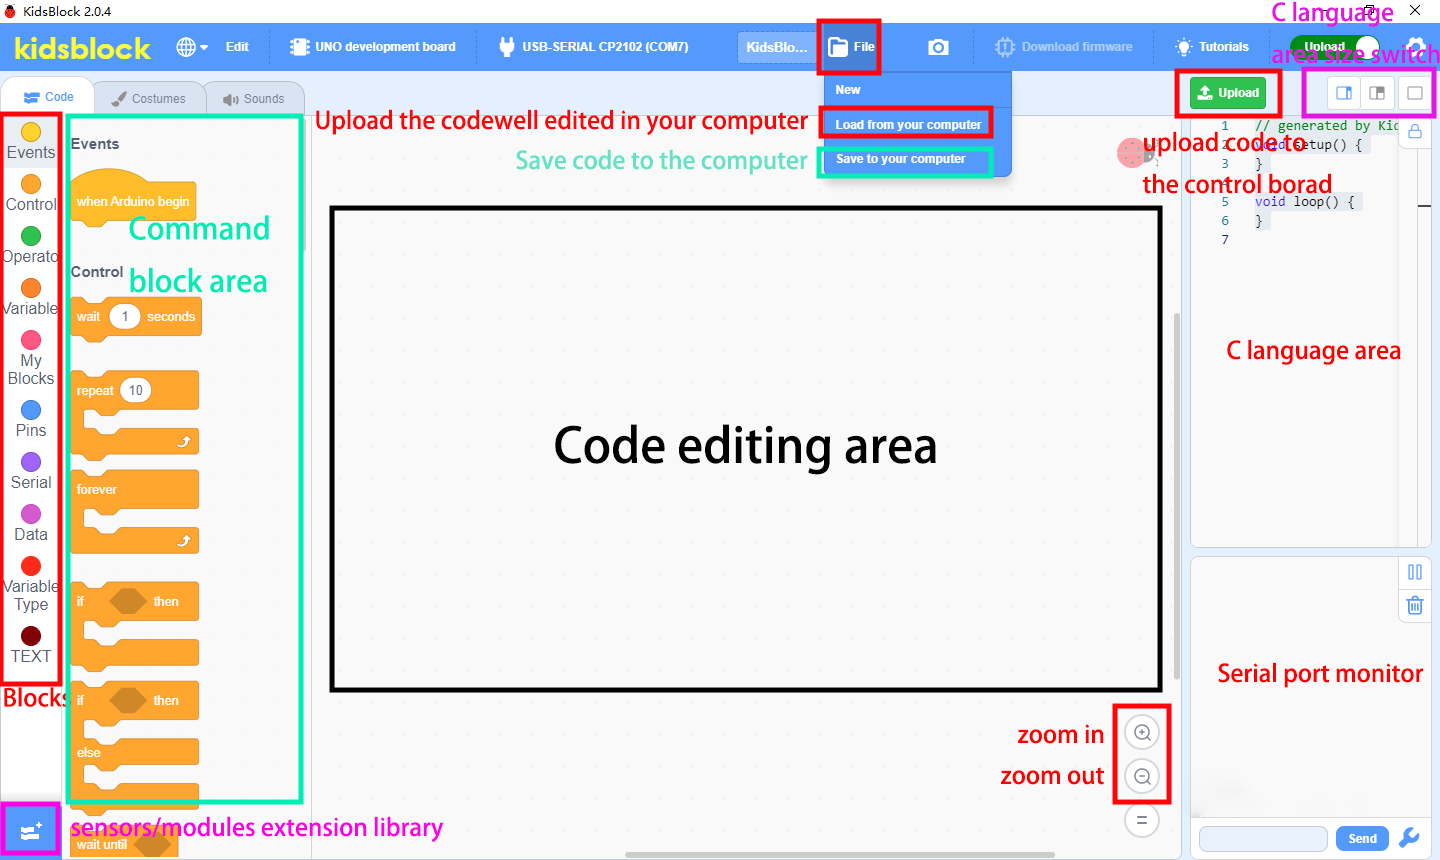 KidsBlock 2.0.4
C language
kidsblock
Edit
UNO development board
USB-SERIAL CP2102 (COM7)
KidsBlo...
File
Download firmware
Tutorials
Upload
area size switch
Code
Costumes
Sounds
New
Load from your computer
Save to your computer
Upload the codewell edited in your computer
Save code to the computer
Upload
upload code to
the control borad
1 // generated by Kid
2 void setup() {
3 }
5 void loop() {
6 }
7
C language area
Events
Control
Operato
Variable
My
Blocks
Pins
Serial
Data
Variable
Type
TEXT
Blocks
Events
when Arduino begin
Command
block area
Control
wait 1 seconds
repeat 10
forever
if then
if then
else
wait until
sensors/modules extension library
Code editing area
zoom in
zoom out
Serial port monitor
Send